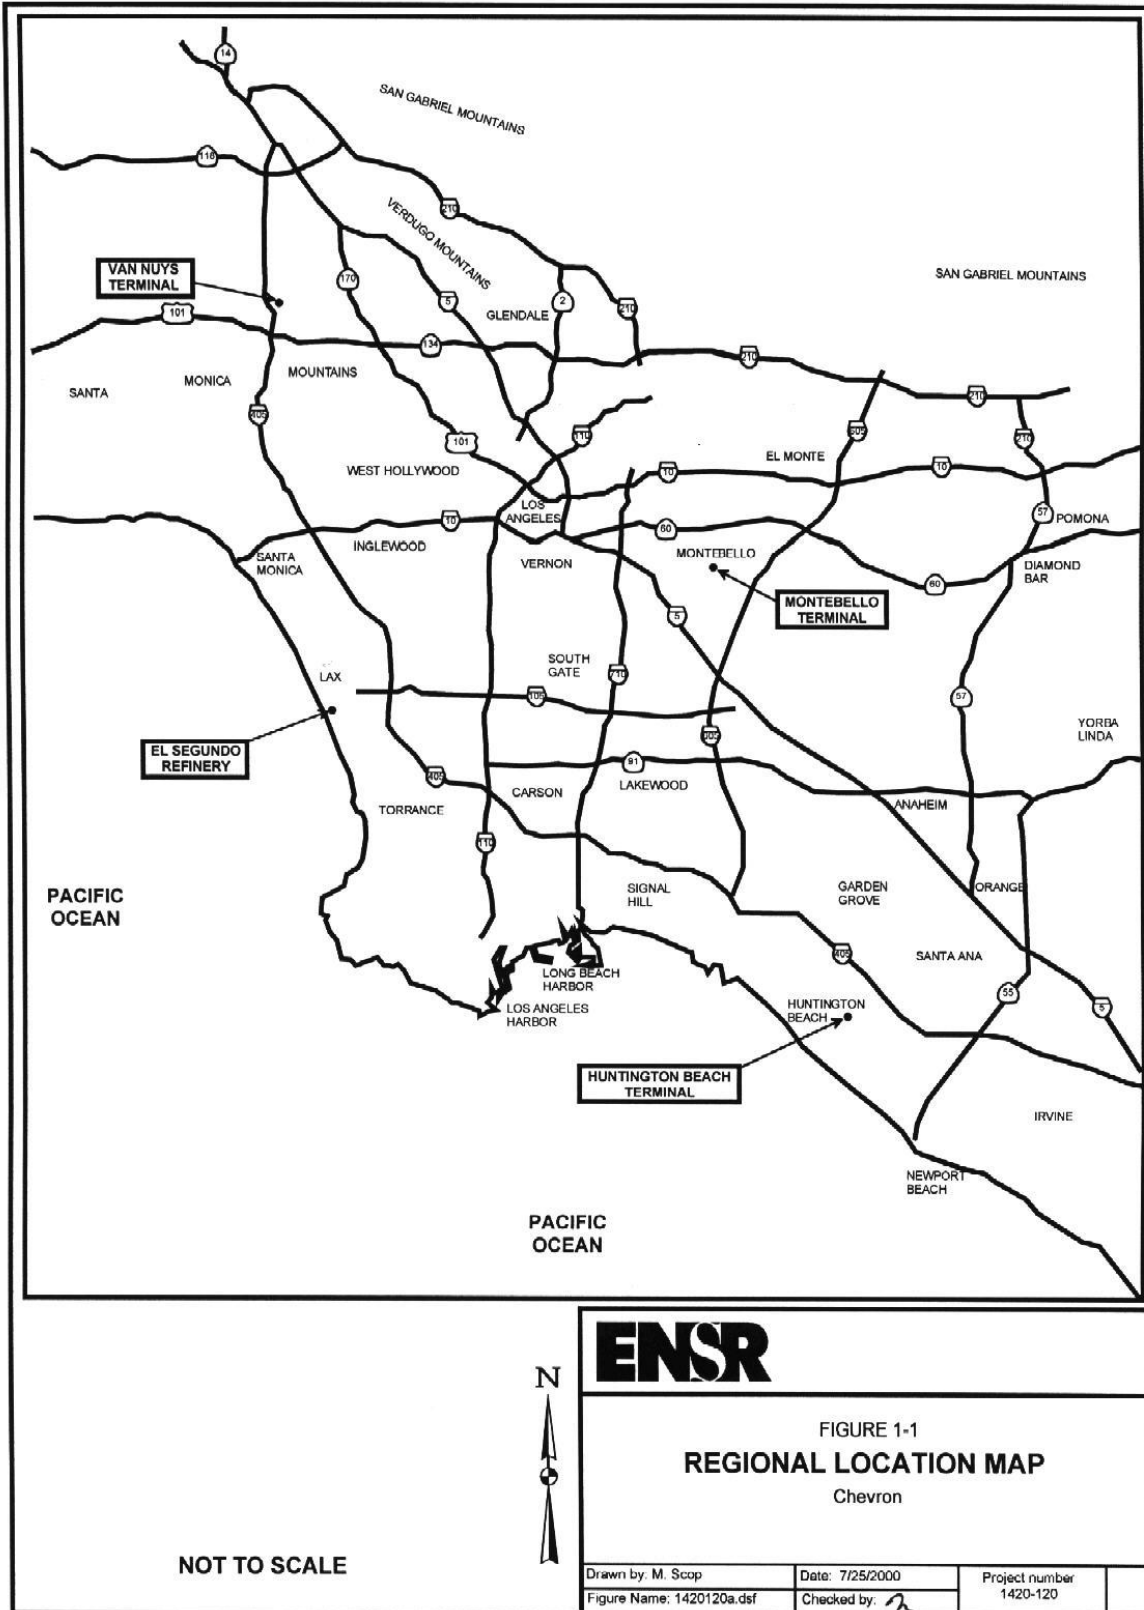 14
SAN GABRIEL MOUNTAINS
118
210
VERDUGO MOUNTAINS
VAN NUYS
TERMINAL
170
5
2
210
SAN GABRIEL MOUNTAINS
101
GLENDALE
134
210
SANTA
MONICA
MOUNTAINS
210
405
110
605
210
101
WEST HOLLYWOOD
EL MONTE
10
10
LOS
ANGELES
10
60
57
POMONA
INGLEWOOD
SANTA
MONICA
VERNON
MONTEBELLO
DIAMOND
BAR
60
MONTEBELLO
TERMINAL
5
SOUTH
GATE
710
LAX
105
57
EL SEGUNDO
REFINERY
605
YORBA
LINDA
91
405
CARSON
LAKEWOOD
TORRANCE
ANAHEIM
110
PACIFIC
OCEAN
SIGNAL
HILL
GARDEN
GROVE
ORANGE
405
SANTA ANA
LONG BEACH
HARBOR
LOS ANGELES
HARBOR
HUNTINGTON
BEACH
55
5
HUNTINGTON BEACH
TERMINAL
IRVINE
NEWPORT
BEACH
PACIFIC
OCEAN
N
NOT TO SCALE
ENSR
FIGURE 1-1
REGIONAL LOCATION MAP
Chevron
Drawn by: M. Scop
Date: 7/25/2000
Project number
1420-120
Figure Name: 1420120a.dsf
Checked by: